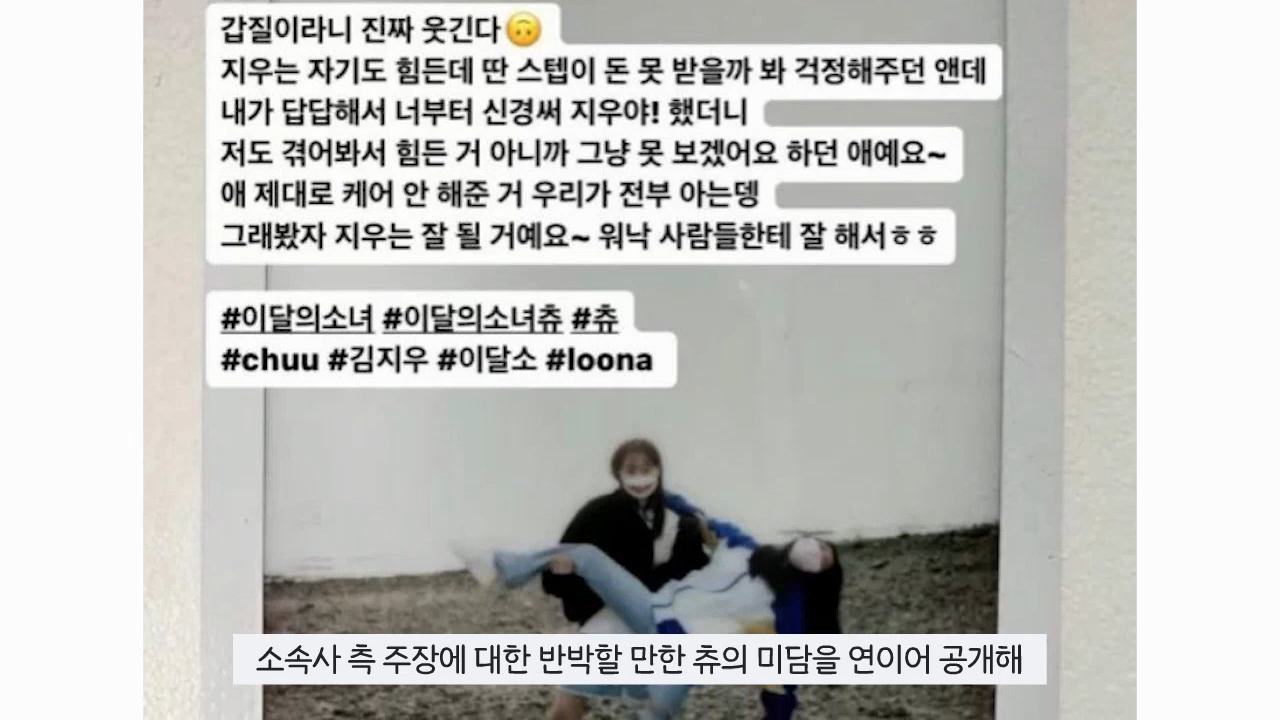 갑질이라니 진짜 웃긴다🙃
지우는 자기도 힘든데 딴 스텝이 돈 못 받을까 봐 걱정해주던 앤데
내가 답답해서 너부터 신경써 지우야! 했더니
저도 겪어봐서 힘든 거 아니까 그냥 못 보겠어요 하던 애예요~
애 제대로 케어 안 해준 거 우리가 전부 아는뎅
그래봤자 지우는 잘 될 거예요~ 워낙 사람들한테 잘 해서ㅎㅎ
#이달의소녀 #이달의소녀츄 #츄
#chuu #김지우 #이달소 #loona
소속사 측 주장에 대한 반박할 만한 츄의 미담을 연이어 공개해